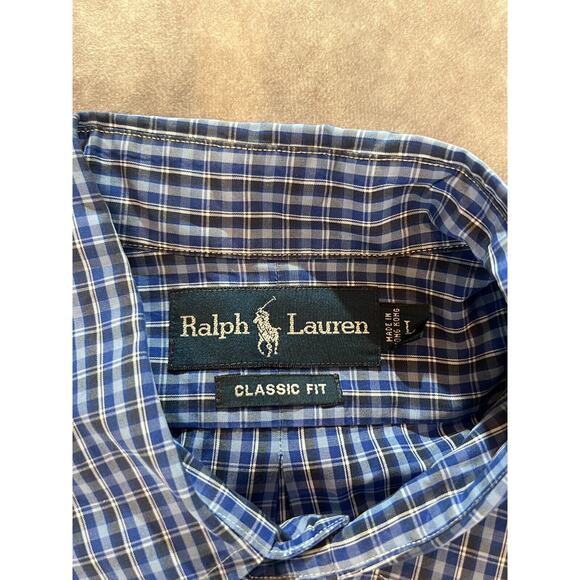 Ralph Lauren
MADE IN
HONG KONG
L
CLASSIC FIT